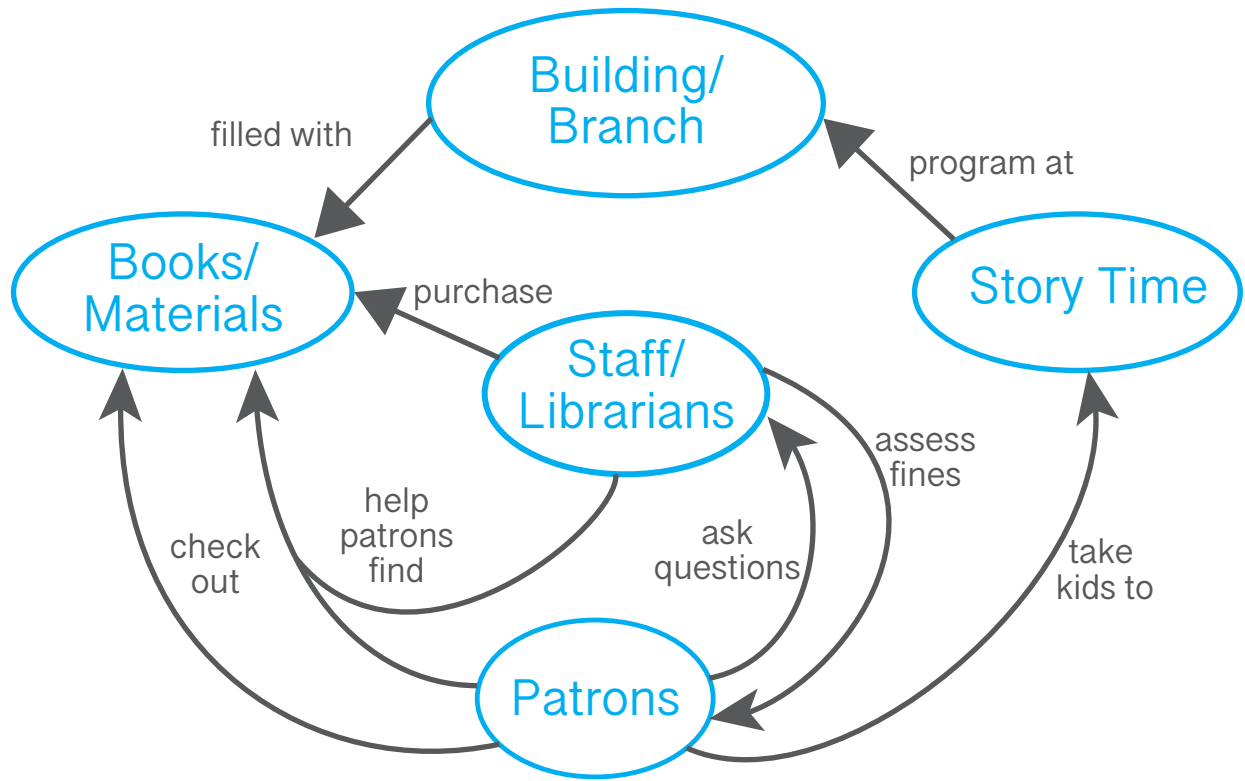 Building/
Branch
filled with
program at
Books/
Materials
purchase
Story Time
Staff/
Librarians
assess
fines
help
patrons
find
check
out
ask
questions
take
kids to
Patrons